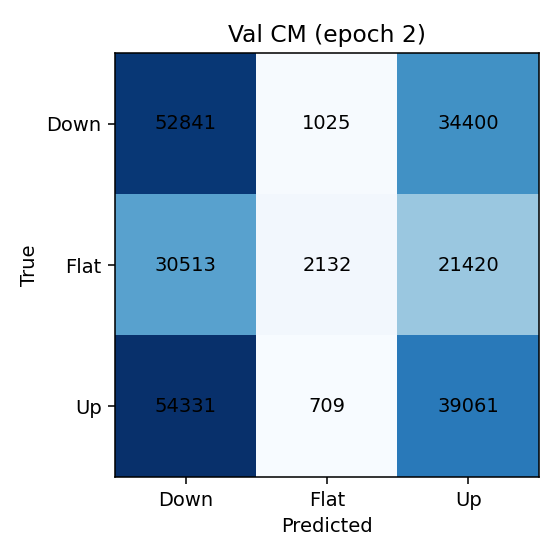 Val CM (epoch 2)
True
Down 52841 1025 34400
Flat 30513 2132 21420
Up 54331 709 39061
Down Flat Up
Predicted